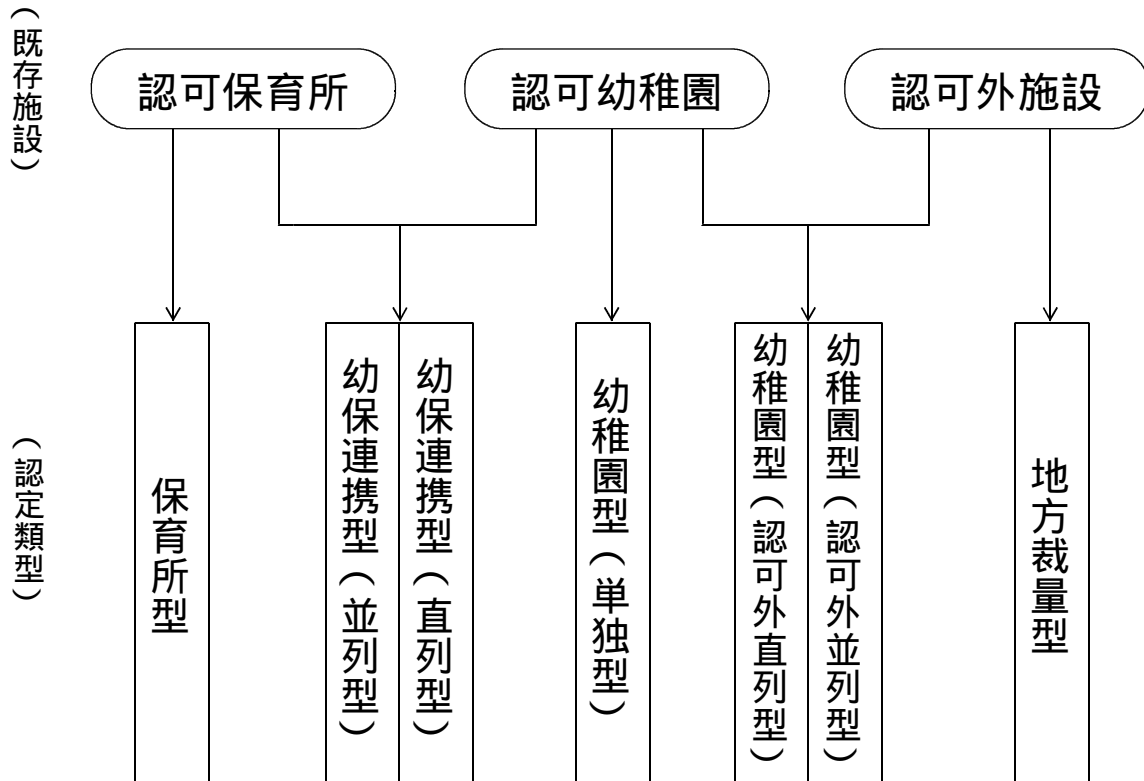 （既存施設）
認可保育所
認可幼稚園
認可外施設
（認定類型）
保育所型
幼保連携型（並列型）
幼保連携型（直列型）
幼稚園型（単独型）
幼稚園型（認可外直列型）
幼稚園型（認可外並列型）
地方裁量型